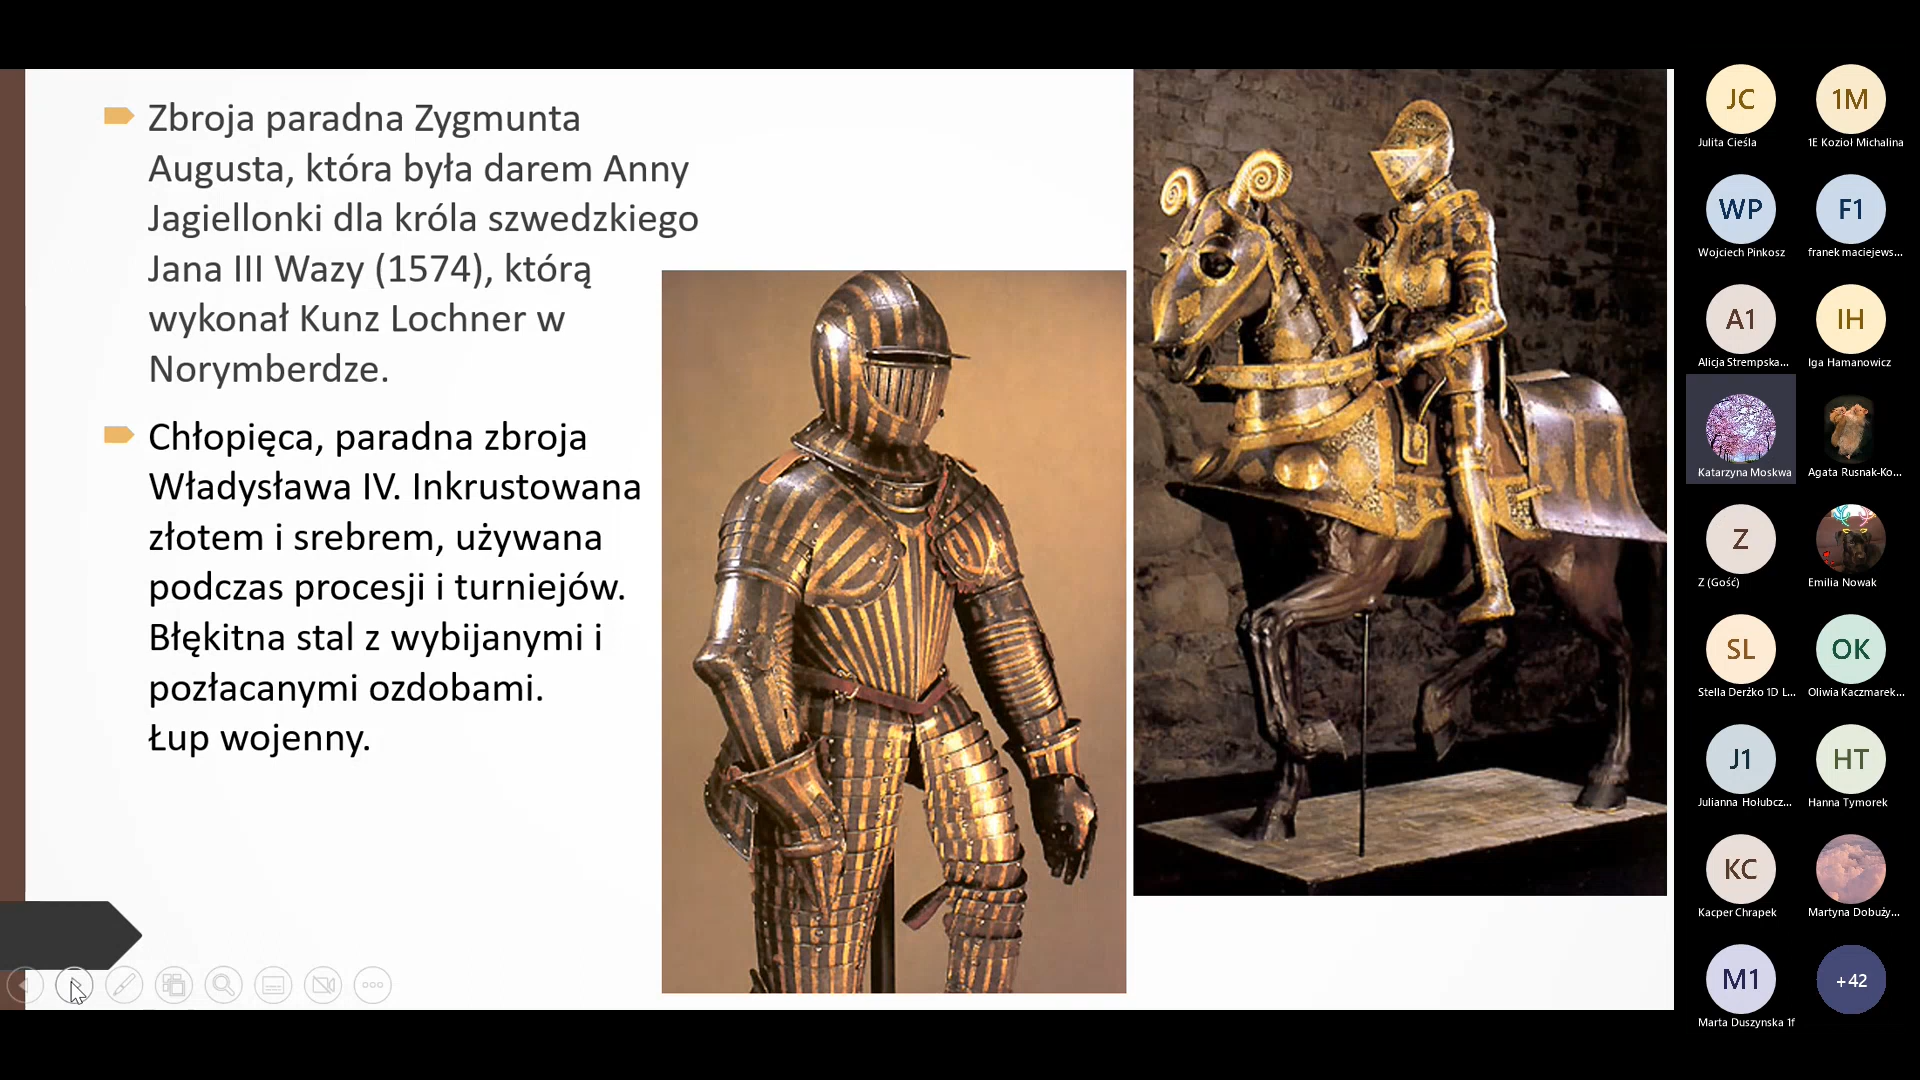 Zbroja paradna Zygmunta
Augusta, która była darem Anny
Jagiellonki dla króla szwedzkiego
Jana III Wazy (1574), którą
wykonał Kunz Lochner w
Norymberdze.
Chłopięca, paradna zbroja
Władysława IV. Inkrustowana
złotem i srebrem, używana
podczas procesji i turniejów.
Błękitna stal z wybijanymi i
pozłacanymi ozdobami.
Łup wojenny.
JC
Julita Cieśla
1M
1E Kozioł Michalina
WP
Wojciech Pinkosz
F1
franek maciejews...
A1
Alicja Strempska...
IH
Iga Hamanowicz
Katarzyna Moskwa
Agata Rusnak-Ko...
Z
Z (Gość)
Emilia Nowak
SL
Stella Derżko 1D L...
OK
Oliwia Kaczmarek...
J1
Julianna Hołubcz...
HT
Hanna Tymorek
KC
Kacper Chrapek
Martyna Dobuży...
M1
Marta Duszynska 1f
+42